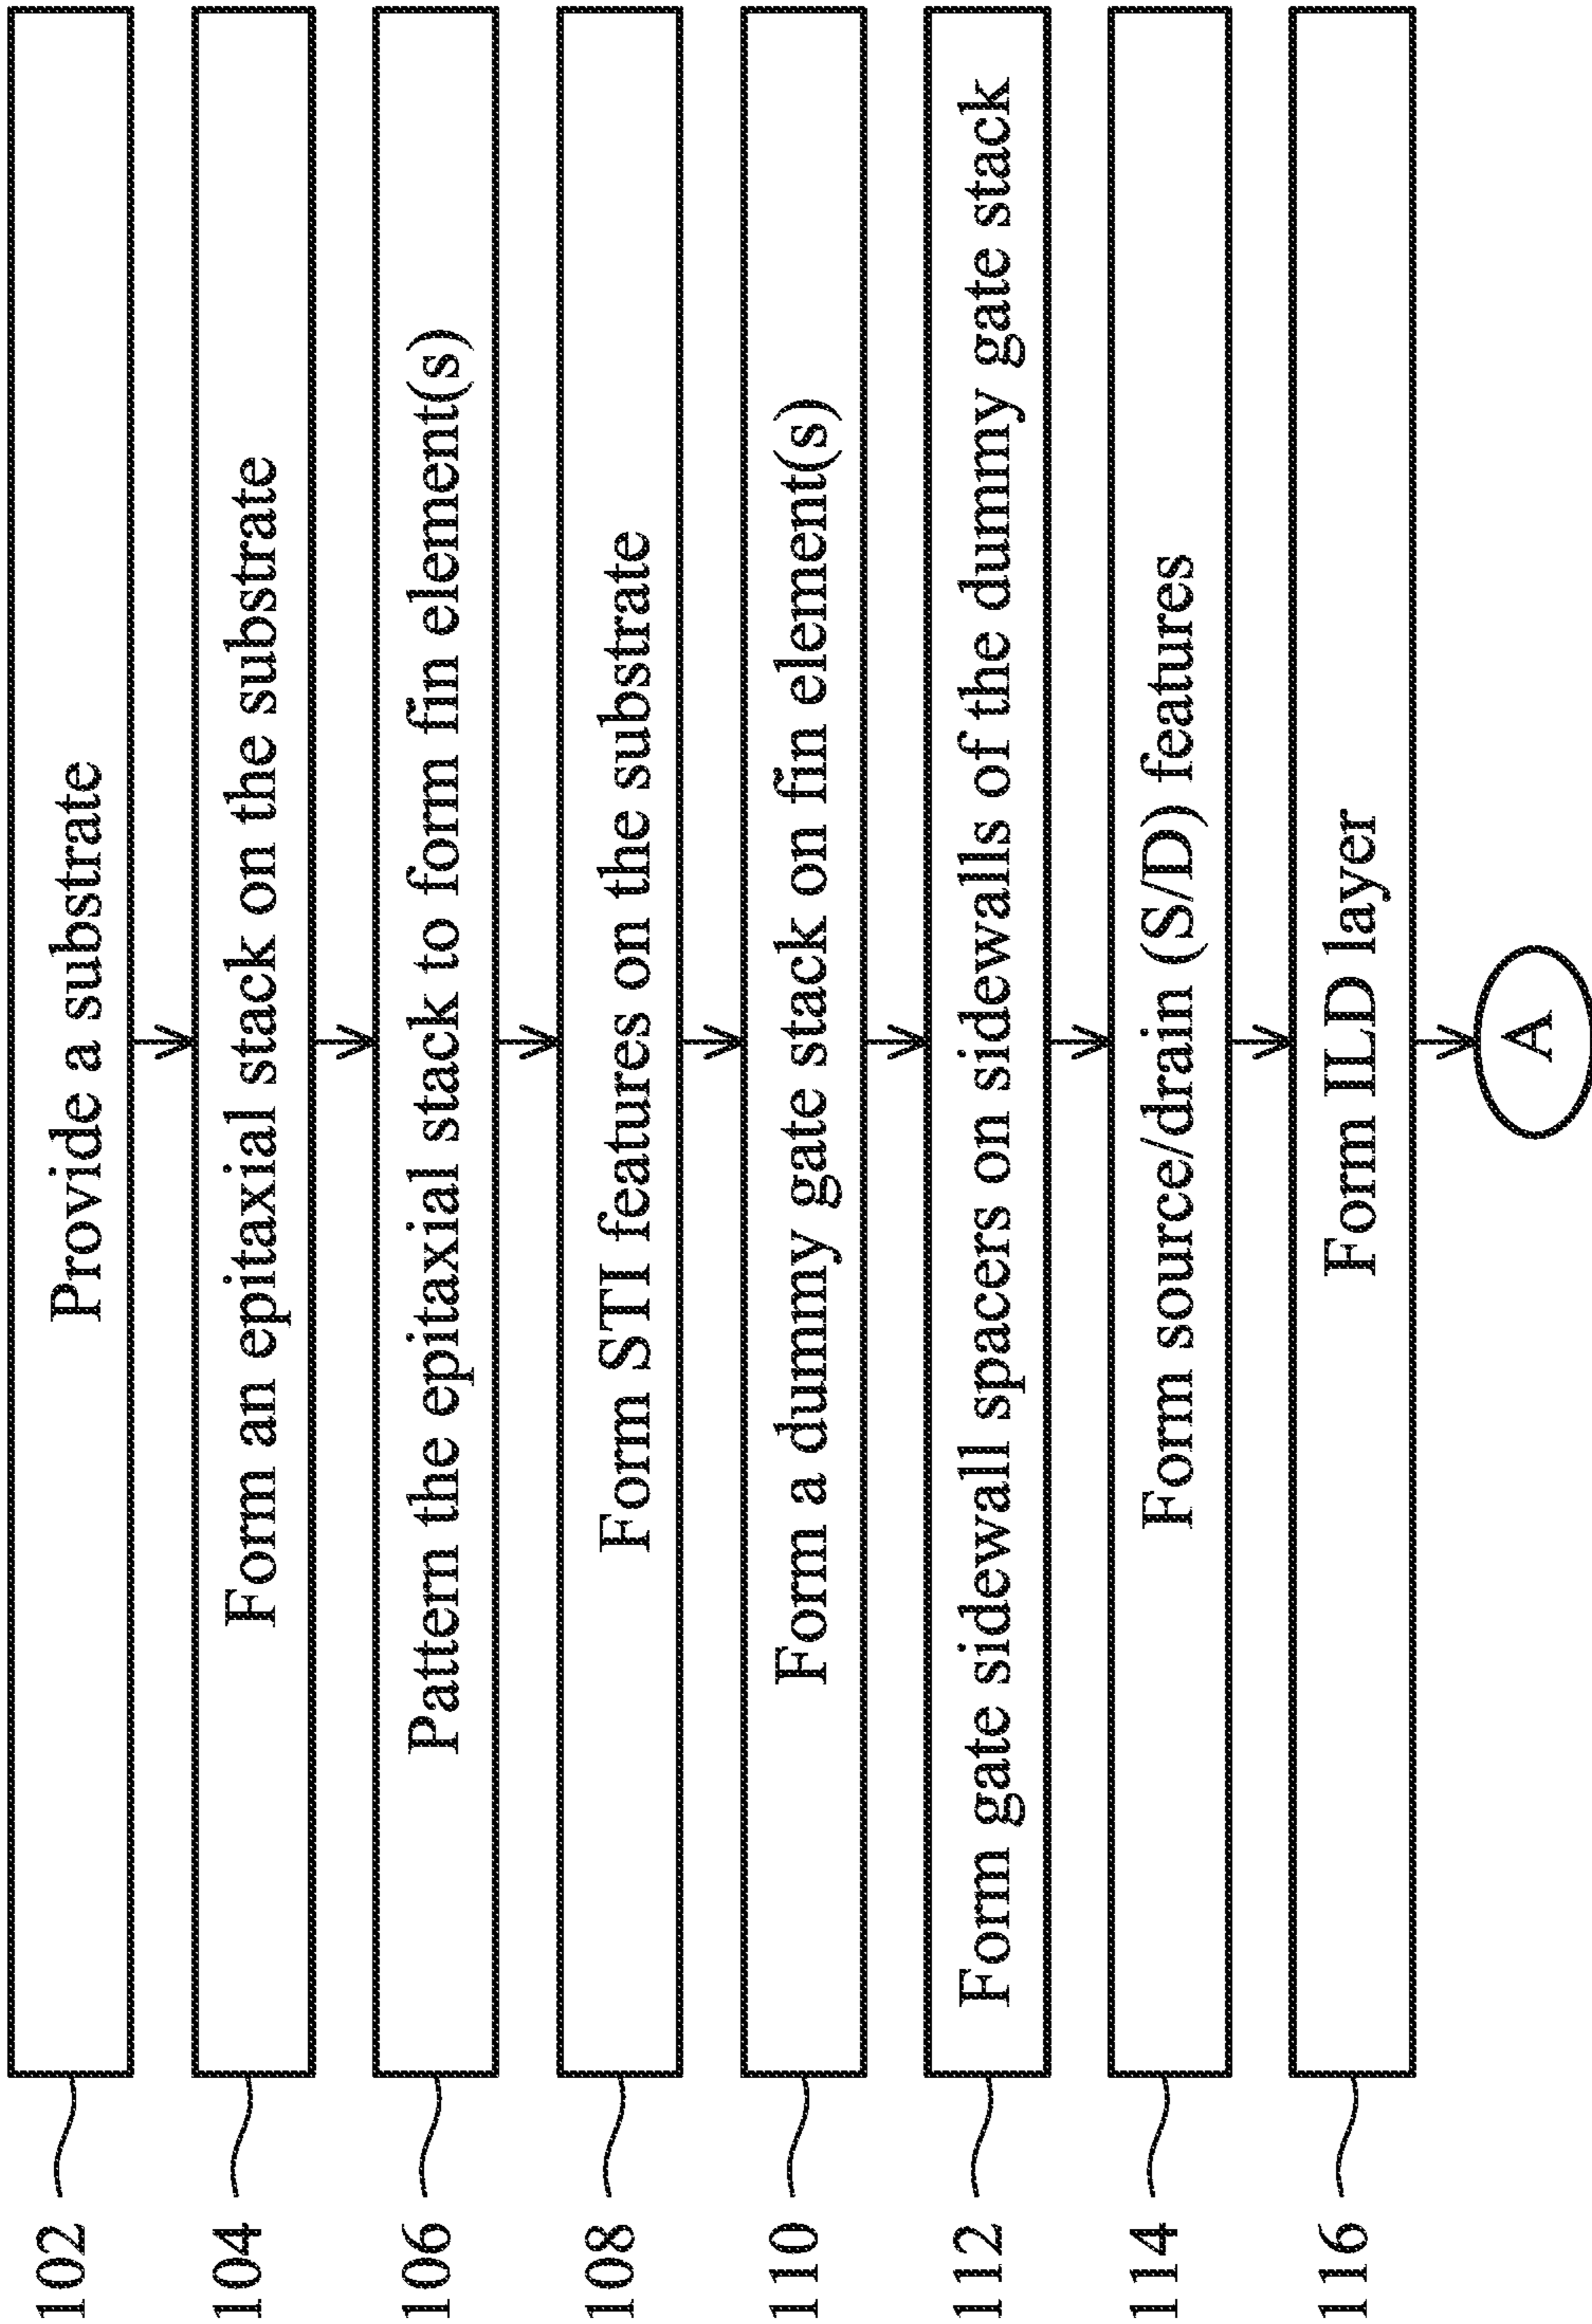 102
Provide a substrate
104
Form an epitaxial stack on the substrate
106
Pattern the epitaxial stack to form fin element(s)
108
Form STI features on the substrate
110
Form a dummy gate stack on fin element(s)
112
Form gate sidewall spacers on sidewalls of the dummy gate stack
114
Form source/drain (S/D) features
116
Form ILD layer
A